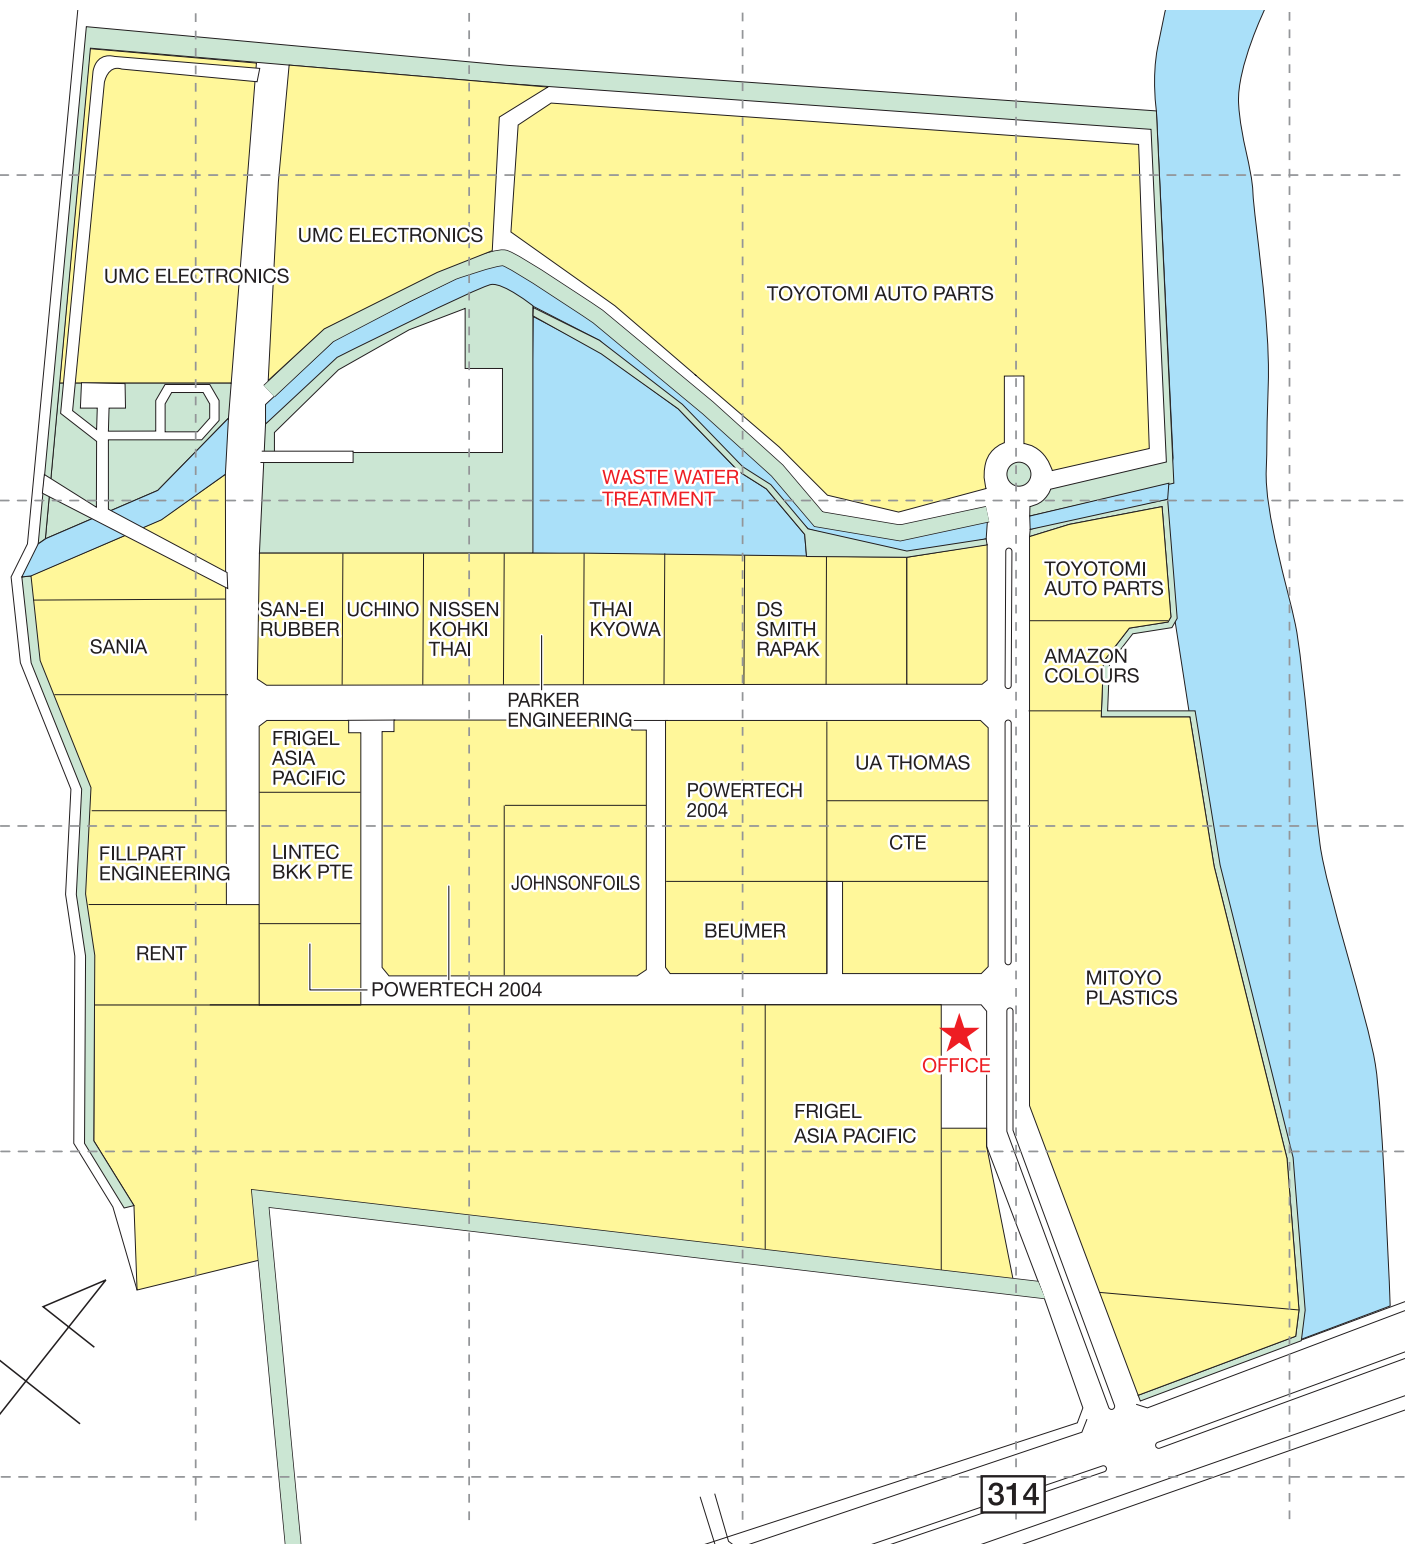 UMC ELECTRONICS
UMC ELECTRONICS
TOYOTOMI AUTO PARTS
WASTE WATER
TREATMENT
TOYOTOMI
AUTO PARTS
SAN-EI
RUBBER
UCHINO
NISSEN
KOHKI
THAI
THAI
KYOWA
DS
SMITH
RAPAK
SANIA
AMAZON
COLOURS
PARKER
ENGINEERING
FRIGEL
ASIA
PACIFIC
UA THOMAS
POWERTECH
2004
CTE
FILLPART
ENGINEERING
LINTEC
BKK PTE
JOHNSONFOILS
BEUMER
RENT
POWERTECH 2004
MITOYO
PLASTICS
OFFICE
FRIGEL
ASIA PACIFIC
314